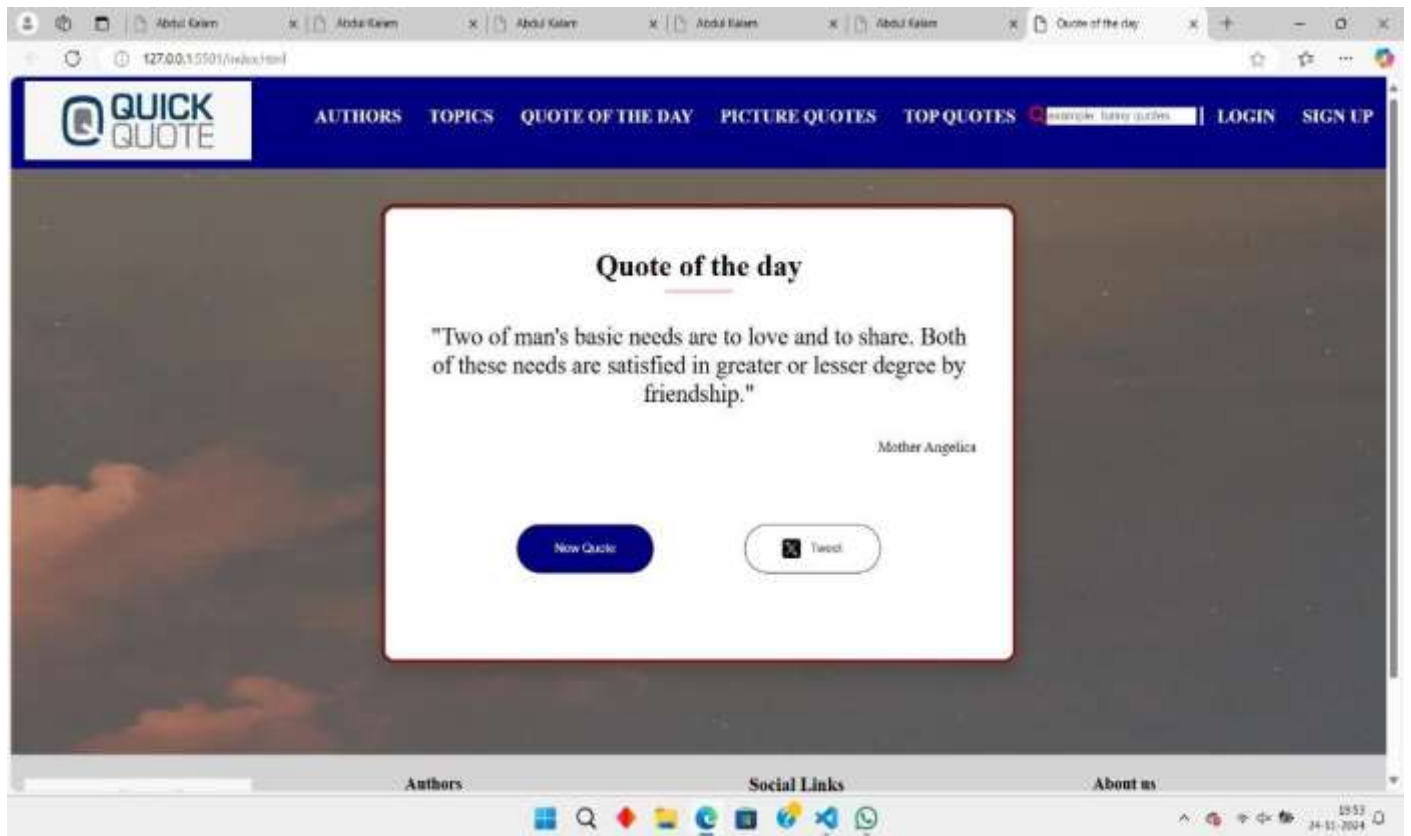 Abdul Kalam
Abdul Kalam
Abdul Kalam
Abdul Kalam
Abdul Kalam
Quote of the day
127.0.0.1:5501/index.html
QUICK
QUOTE
AUTHORS TOPICS QUOTE OF THE DAY PICTURE QUOTES TOP QUOTES example: funny quotes LOGIN SIGN UP
Quote of the day
"Two of man's basic needs are to love and to share. Both
of these needs are satisfied in greater or lesser degree by
friendship."
Mother Angelica
New Quote
Tweet
Authors Social Links About us
19:53
24-11-2024